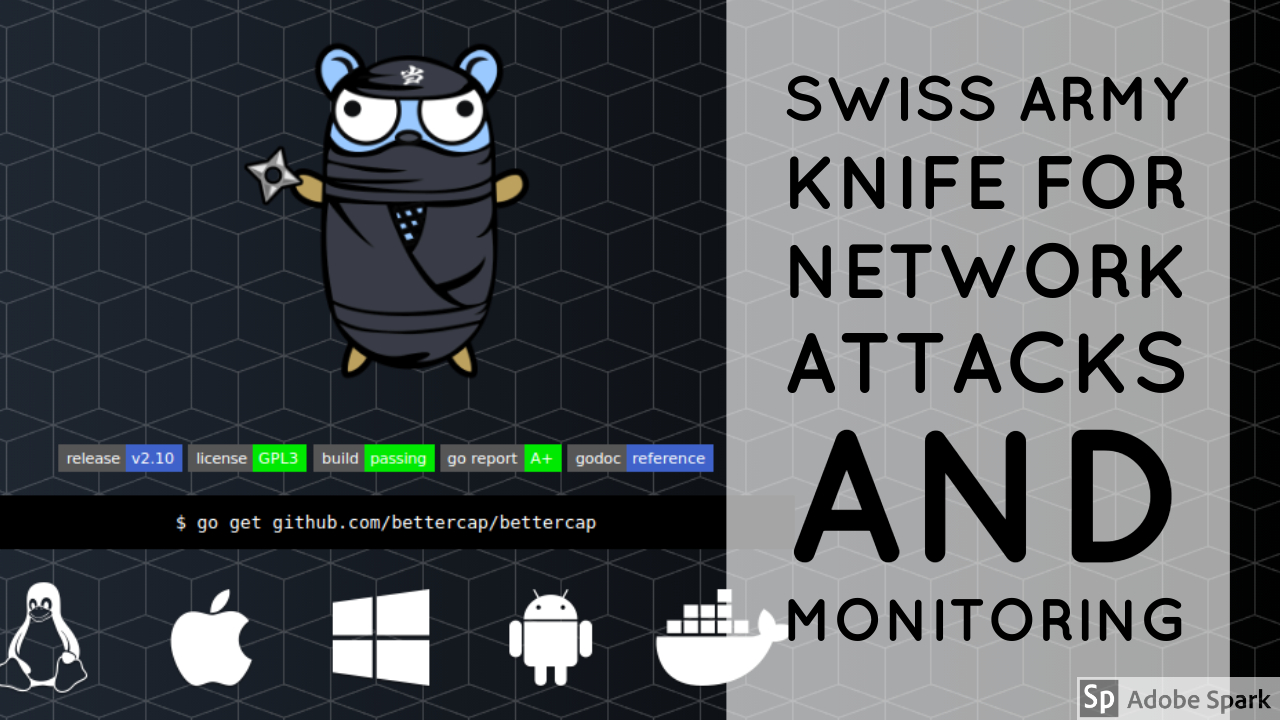 SWISS ARMY
KNIFE FOR
NETWORK
ATTACKS
AND
MONITORING
release v2.10 license GPL3 build passing go report A+ godoc reference
$ go get github.com/bettercap/bettercap
Sp Adobe Spark